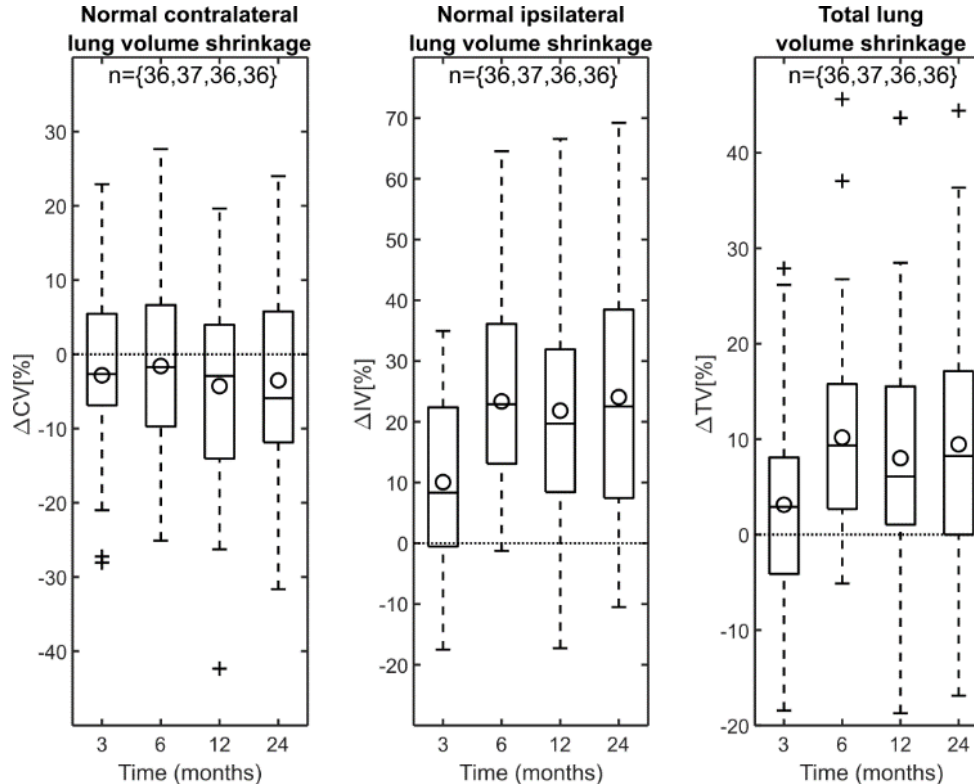 Normal contralateral
lung volume shrinkage
n={36,37,36,36}
30
20
10
0
-10
-20
-30
-40
ΔCV[%]
3 6 12 24
Time (months)
Normal ipsilateral
lung volume shrinkage
n={36,37,36,36}
70
60
50
40
30
20
10
0
-10
-20
ΔIV[%]
3 6 12 24
Time (months)
Total lung
volume shrinkage
n={36,37,36,36}
40
30
20
10
0
-10
-20
ΔTV[%]
3 6 12 24
Time (months)